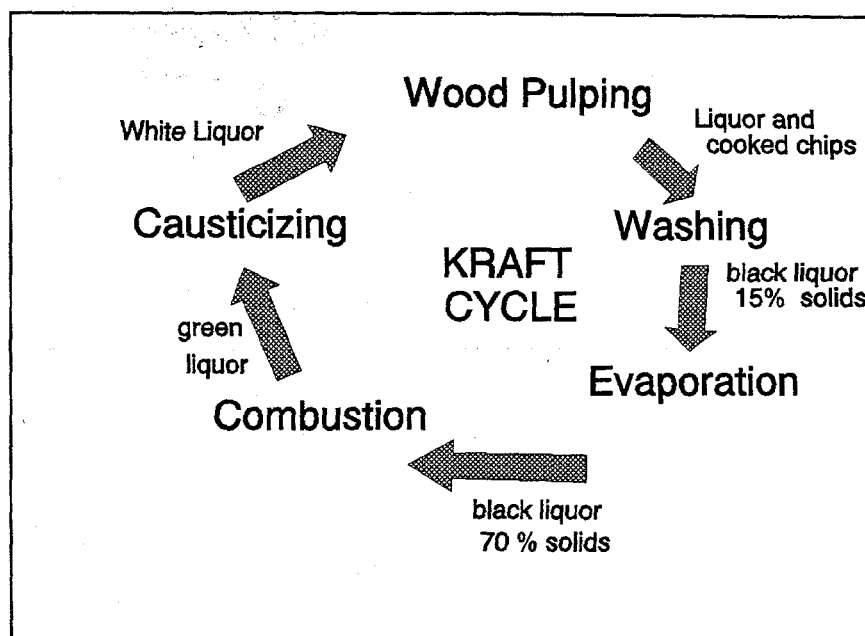 Wood Pulping
Liquor and
cooked chips
Washing
black liquor
15% solids
Evaporation
black liquor
70 % solids
Combustion
green
liquor
Causticizing
White Liquor
KRAFT
CYCLE